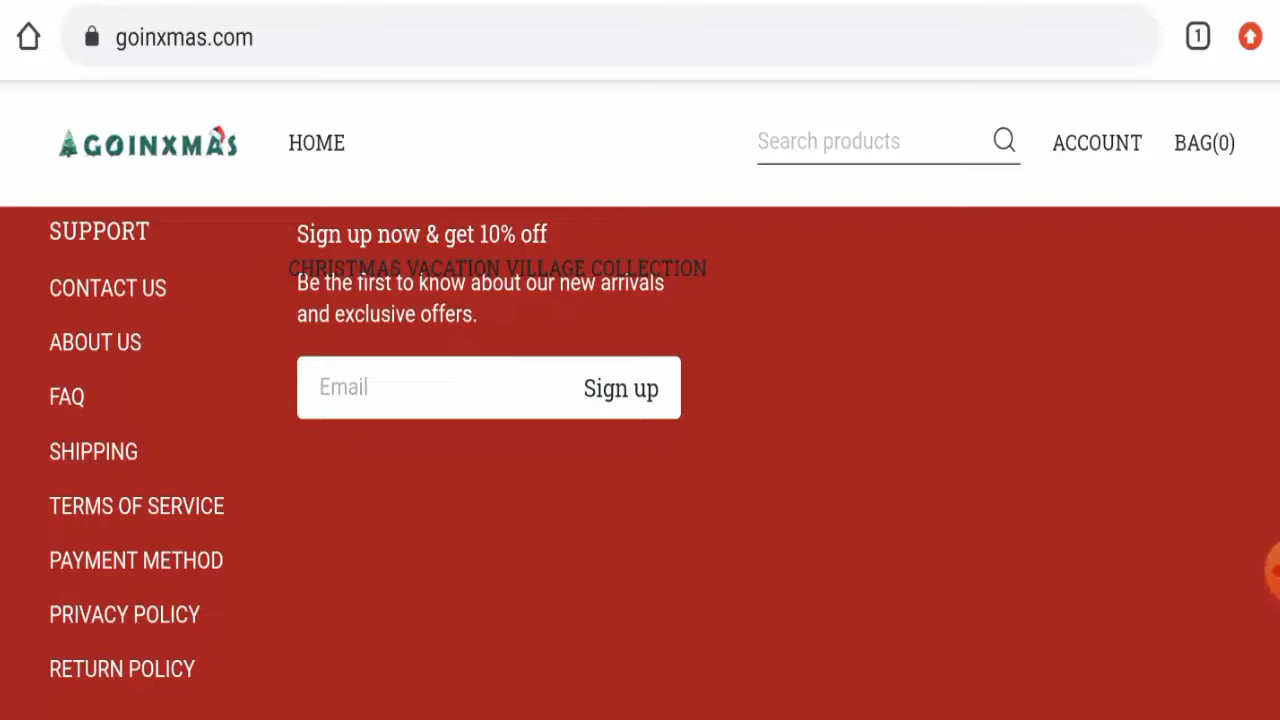 goinxmas.com
1
GOINXMAS
HOME
Search products
ACCOUNT
BAG(0)
SUPPORT
CONTACT US
ABOUT US
FAQ
SHIPPING
TERMS OF SERVICE
PAYMENT METHOD
PRIVACY POLICY
RETURN POLICY
Sign up now & get 10% off
CHRISTMAS VACATION VILLAGE COLLECTION
Be the first to know about our new arrivals
and exclusive offers.
Email
Sign up